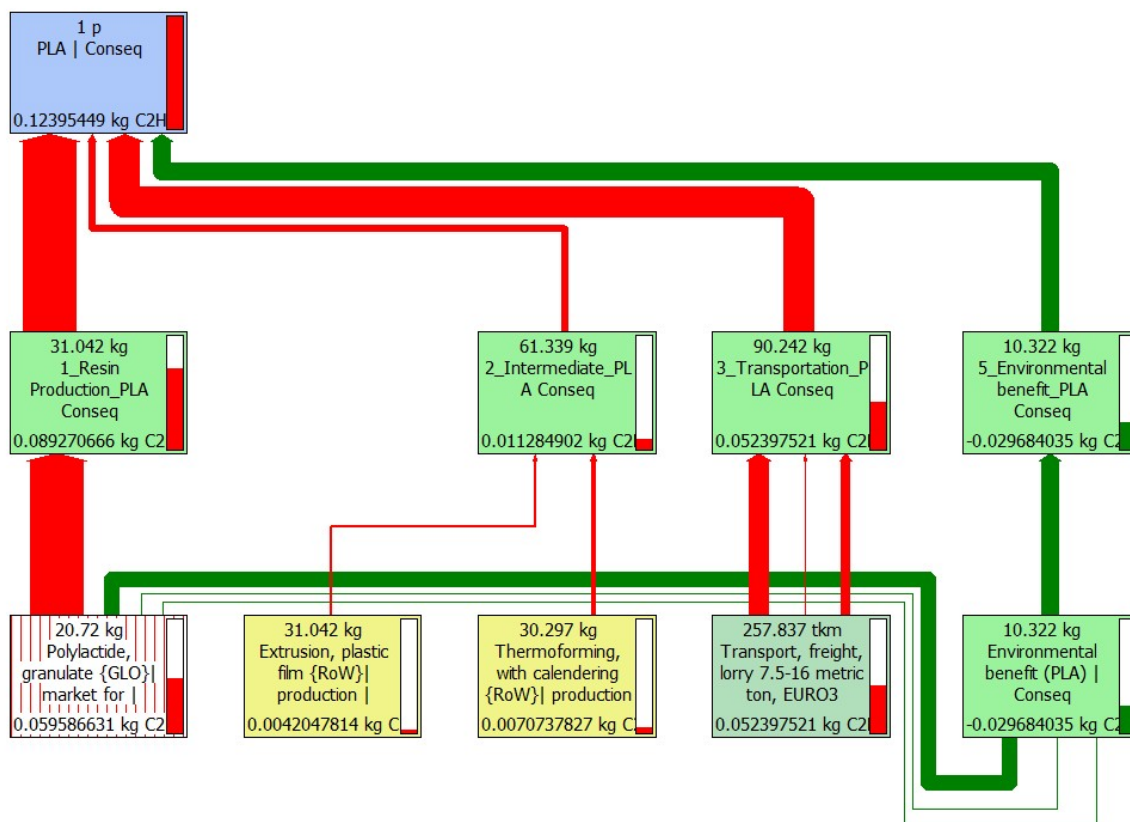 1 p
PLA | Conseq
0.12395449 kg C2H
31.042 kg
1_Resin
Production_PLA
Conseq
0.089270666 kg C2
61.339 kg
2_Intermediate_PL
A Conseq
0.011284902 kg C2
90.242 kg
3_Transportation_P
LA Conseq
0.052397521 kg C2
10.322 kg
5_Environmental
benefit_PLA
Conseq
-0.029684035 kg C2
20.72 kg
Polylactide,
granulate {GLO}|
market for |
0.059586631 kg C2
31.042 kg
Extrusion, plastic
film {RoW}|
production |
0.0042047814 kg C
30.297 kg
Thermoforming,
with calendering
{RoW}| production
0.0070737827 kg C
257.837 tkm
Transport, freight,
lorry 7.5-16 metric
ton, EURO3
0.052397521 kg C2
10.322 kg
Environmental
benefit (PLA) |
Conseq
-0.029684035 kg C2